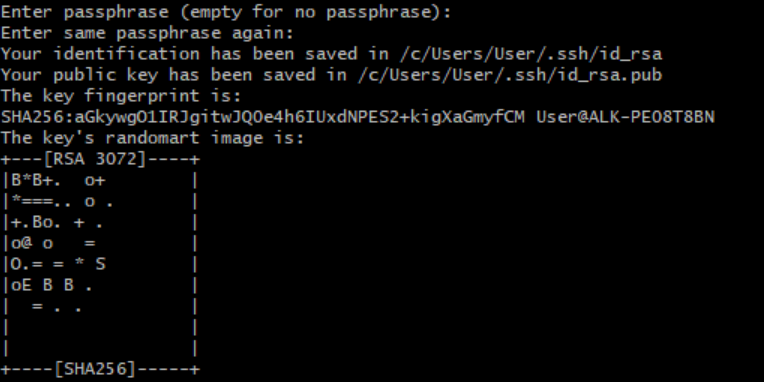 Enter passphrase (empty for no passphrase):
Enter same passphrase again:
Your identification has been saved in /c/Users/User/.ssh/id_rsa
Your public key has been saved in /c/Users/User/.ssh/id_rsa.pub
The key fingerprint is:
SHA256:aGkywgO1IRJgitwJQOe4h6IUxdNPES2+kigXaGmyfCM User@ALK-PEO8T8BN
The key's randomart image is:
+---[RSA 3072]----+
|B*B+.  o+        |
|*===.. o .       |
|+.Bo. + .        |
|o@ o   =         |
|O.= = * S        |
|oE B B .         |
|  = . .          |
|                 |
|                 |
+----[SHA256]-----+